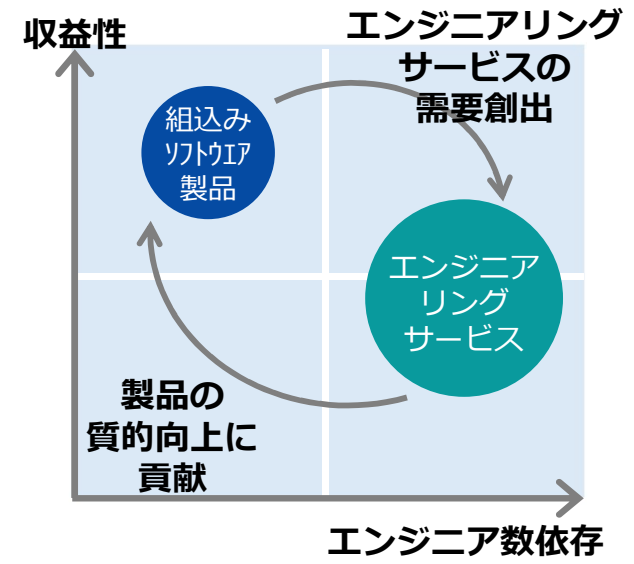 収益性
エンジニアリング
サービスの
需要創出
組込み
ｿﾌﾄｳｴｱ
製品
エンジニア
リング
サービス
製品の
質的向上に
貢献
エンジニア数依存